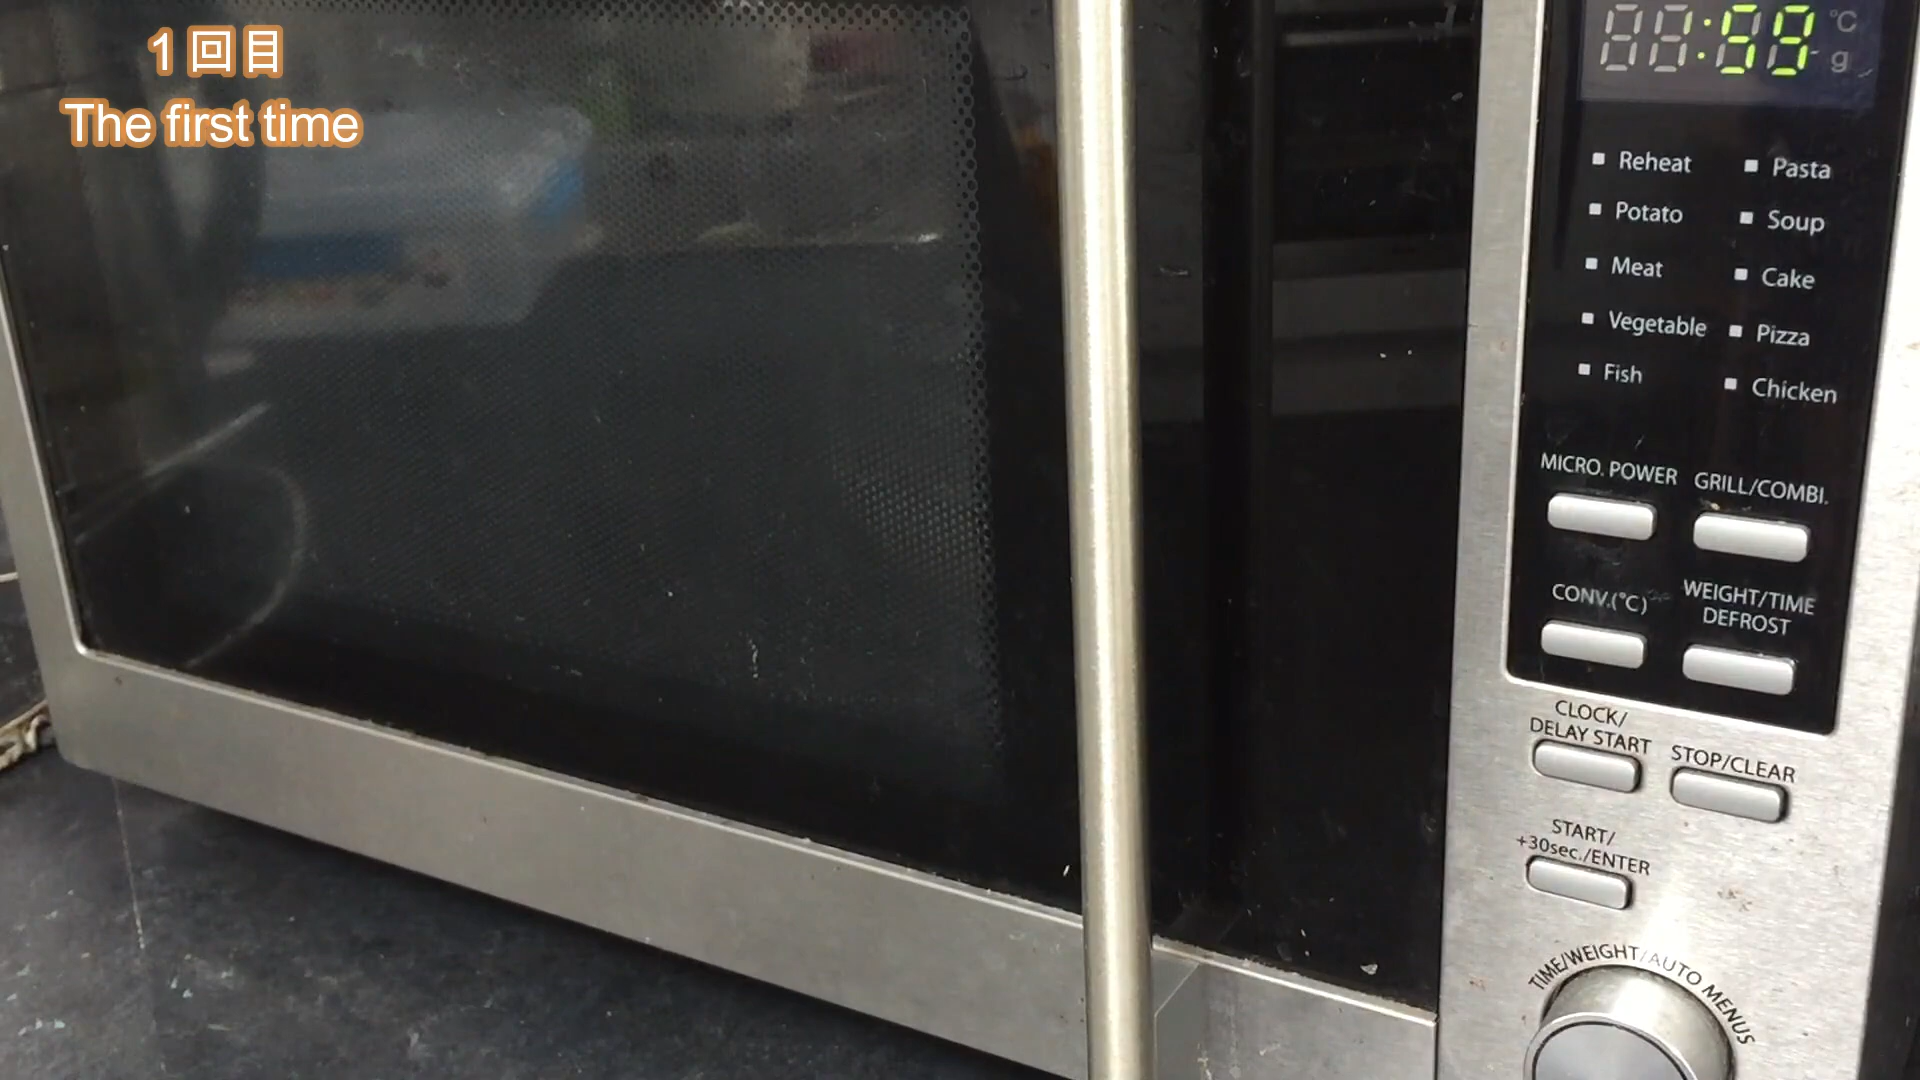 1回目
The first time
:59
°C
g
Reheat
Pasta
Potato
Soup
Meat
Cake
Vegetable
Pizza
Fish
Chicken
MICRO. POWER
GRILL/COMBI.
CONV.(°C)
WEIGHT/TIME
DEFROST
CLOCK/
DELAY START
STOP/CLEAR
START/
+30sec./ENTER
TIME/WEIGHT/AUTO MENUS